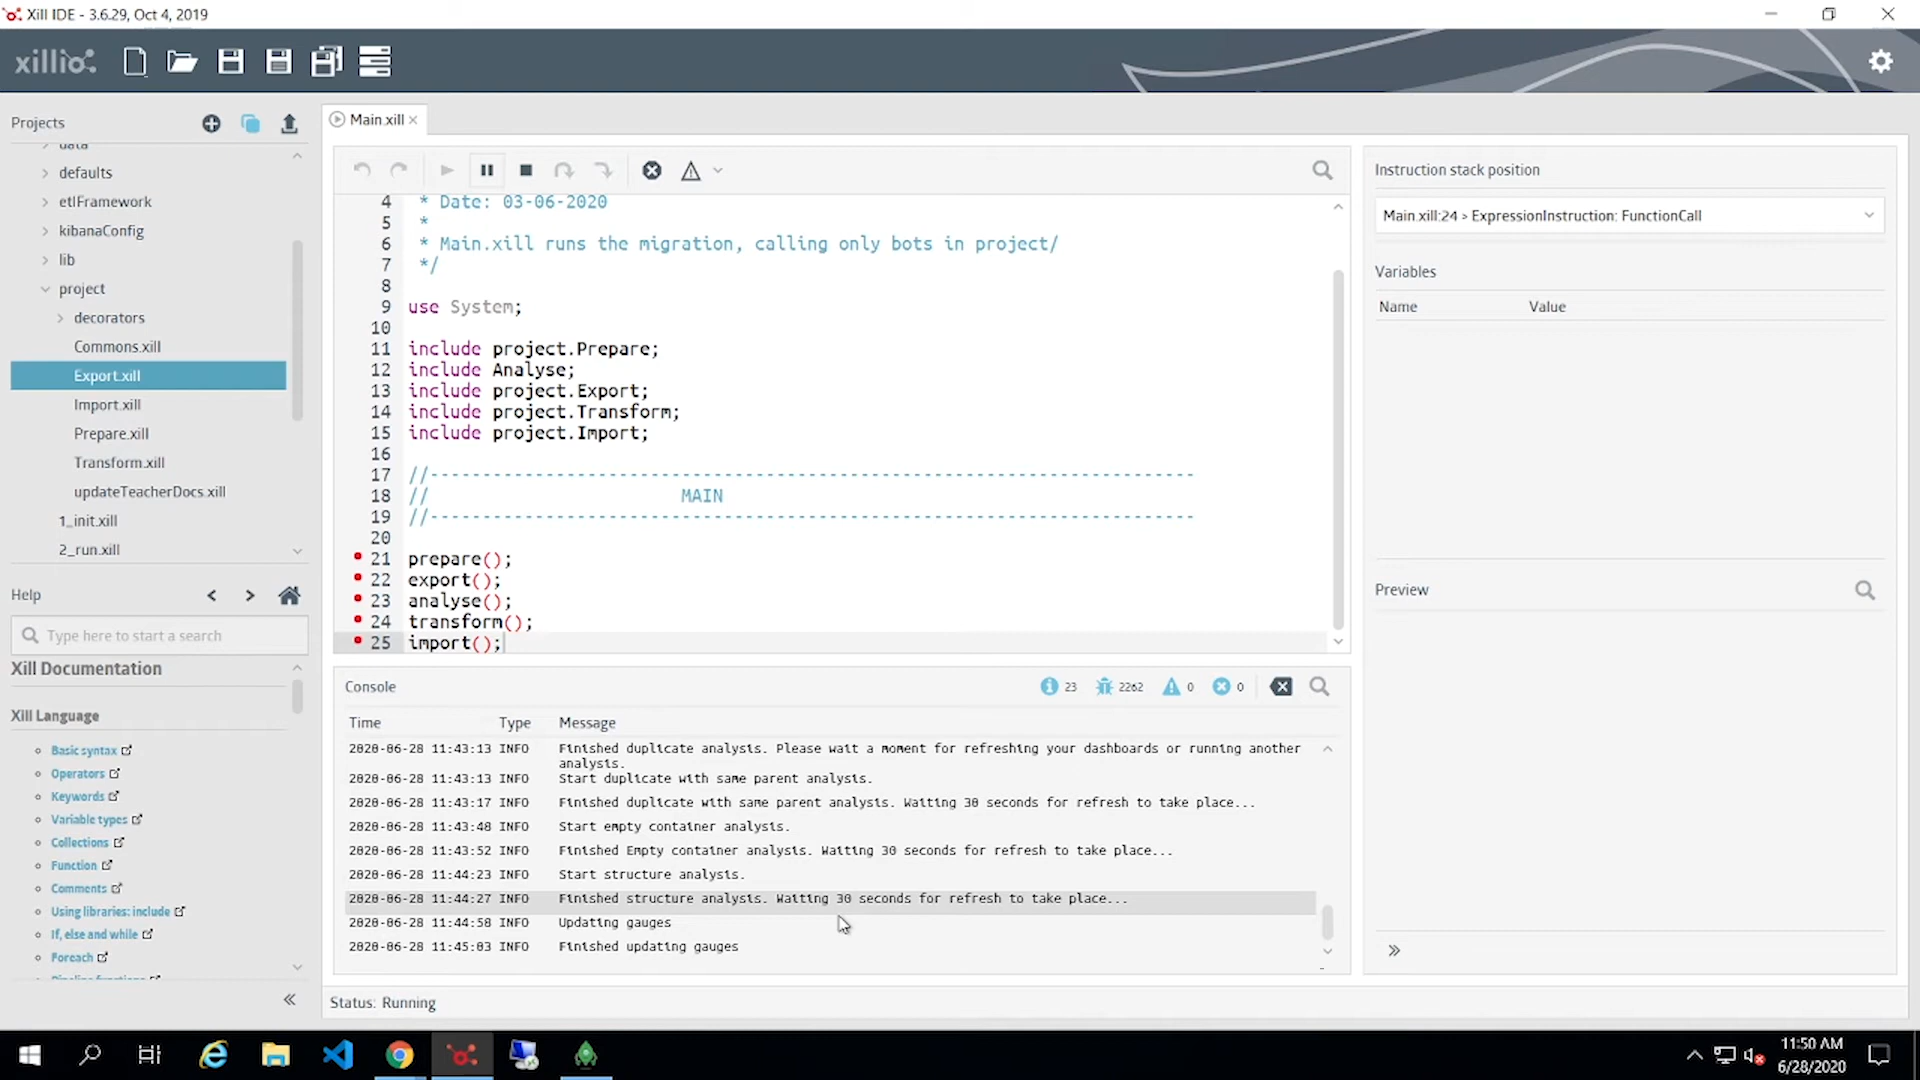 Xill IDE - 3.6.29, Oct 4, 2019
xillio
Projects
data
defaults
etlFramework
kibanaConfig
lib
project
decorators
Commons.xill
Export.xill
Import.xill
Prepare.xill
Transform.xill
updateTeacherDocs.xill
1_init.xill
2_run.xill
Help
Type here to start a search
Xill Documentation
Xill Language
Basic syntax
Operators
Keywords
Variable types
Collections
Function
Comments
Using libraries: include
If, else and while
Foreach
Main.xill
4 * Date: 03-06-2020
5 *
6 * Main.xill runs the migration, calling only bots in project/
7 */
8
9 use System;
10
11 include project.Prepare;
12 include Analyse;
13 include project.Export;
14 include project.Transform;
15 include project.Import;
16
17 //--------------------------------------------------------------------------
18 // MAIN
19 //--------------------------------------------------------------------------
20
21 prepare();
22 export();
23 analyse();
24 transform();
25 import();
Console
23 2262 0 0
Time Type Message
2020-06-28 11:43:13 INFO Finished duplicate analysis. Please wait a moment for refreshing your dashboards or running another
analysis.
2020-06-28 11:43:13 INFO Start duplicate with same parent analysis.
2020-06-28 11:43:17 INFO Finished duplicate with same parent analysis. Waiting 30 seconds for refresh to take place...
2020-06-28 11:43:48 INFO Start empty container analysis.
2020-06-28 11:43:52 INFO Finished Empty container analysis. Waiting 30 seconds for refresh to take place...
2020-06-28 11:44:23 INFO Start structure analysis.
2020-06-28 11:44:27 INFO Finished structure analysis. Waiting 30 seconds for refresh to take place...
2020-06-28 11:44:58 INFO Updating gauges
2020-06-28 11:45:03 INFO Finished updating gauges
Status: Running
Instruction stack position
Main.xill:24 > ExpressionInstruction: FunctionCall
Variables
Name Value
Preview
11:50 AM
6/28/2020